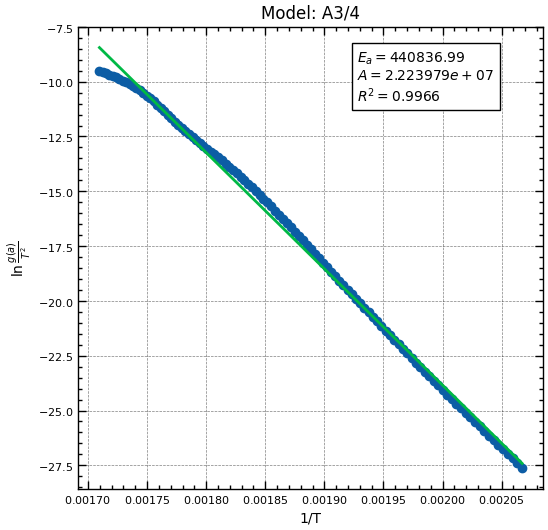 Model: A3/4
−7.5
−10.0
−12.5
−15.0
−17.5
−20.0
−22.5
−25.0
−27.5
ln g(a)/T²
E_a = 440836.99
A = 2.223979e + 07
R² = 0.9966
0.00170 0.00175 0.00180 0.00185 0.00190 0.00195 0.00200 0.00205
1/T